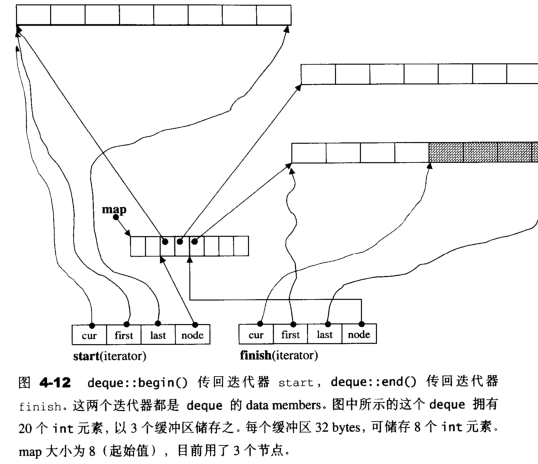 map
cur first last node
start(iterator)
cur first last node
finish(iterator)
图 4-12 deque::begin() 传回迭代器 start, deque::end() 传回迭代器
finish. 这两个迭代器都是 deque 的 data members. 图中所示的这个 deque 拥有
20 个 int 元素, 以 3 个缓冲区储存之. 每个缓冲区 32 bytes, 可储存 8 个 int 元素.
map 大小为 8（起始值）, 目前用了 3 个节点.